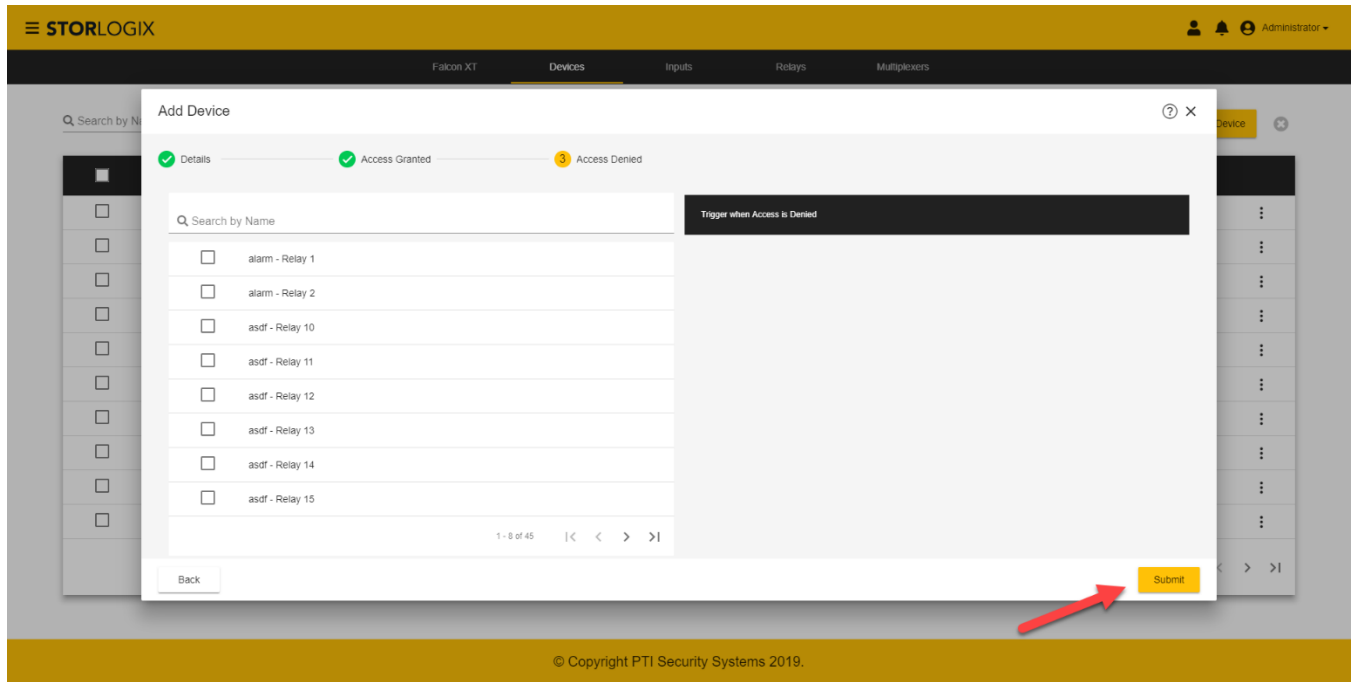 STORLOGIX
Administrator
Falcon XT
Devices
Inputs
Relays
Multiplexers
Search by Na
Device
Add Device
?
Details
Access Granted
3 Access Denied
Search by Name
Trigger when Access is Denied
alarm - Relay 1
alarm - Relay 2
asdf - Relay 10
asdf - Relay 11
asdf - Relay 12
asdf - Relay 13
asdf - Relay 14
asdf - Relay 15
1 - 8 of 45
Back
Submit
© Copyright PTI Security Systems 2019.